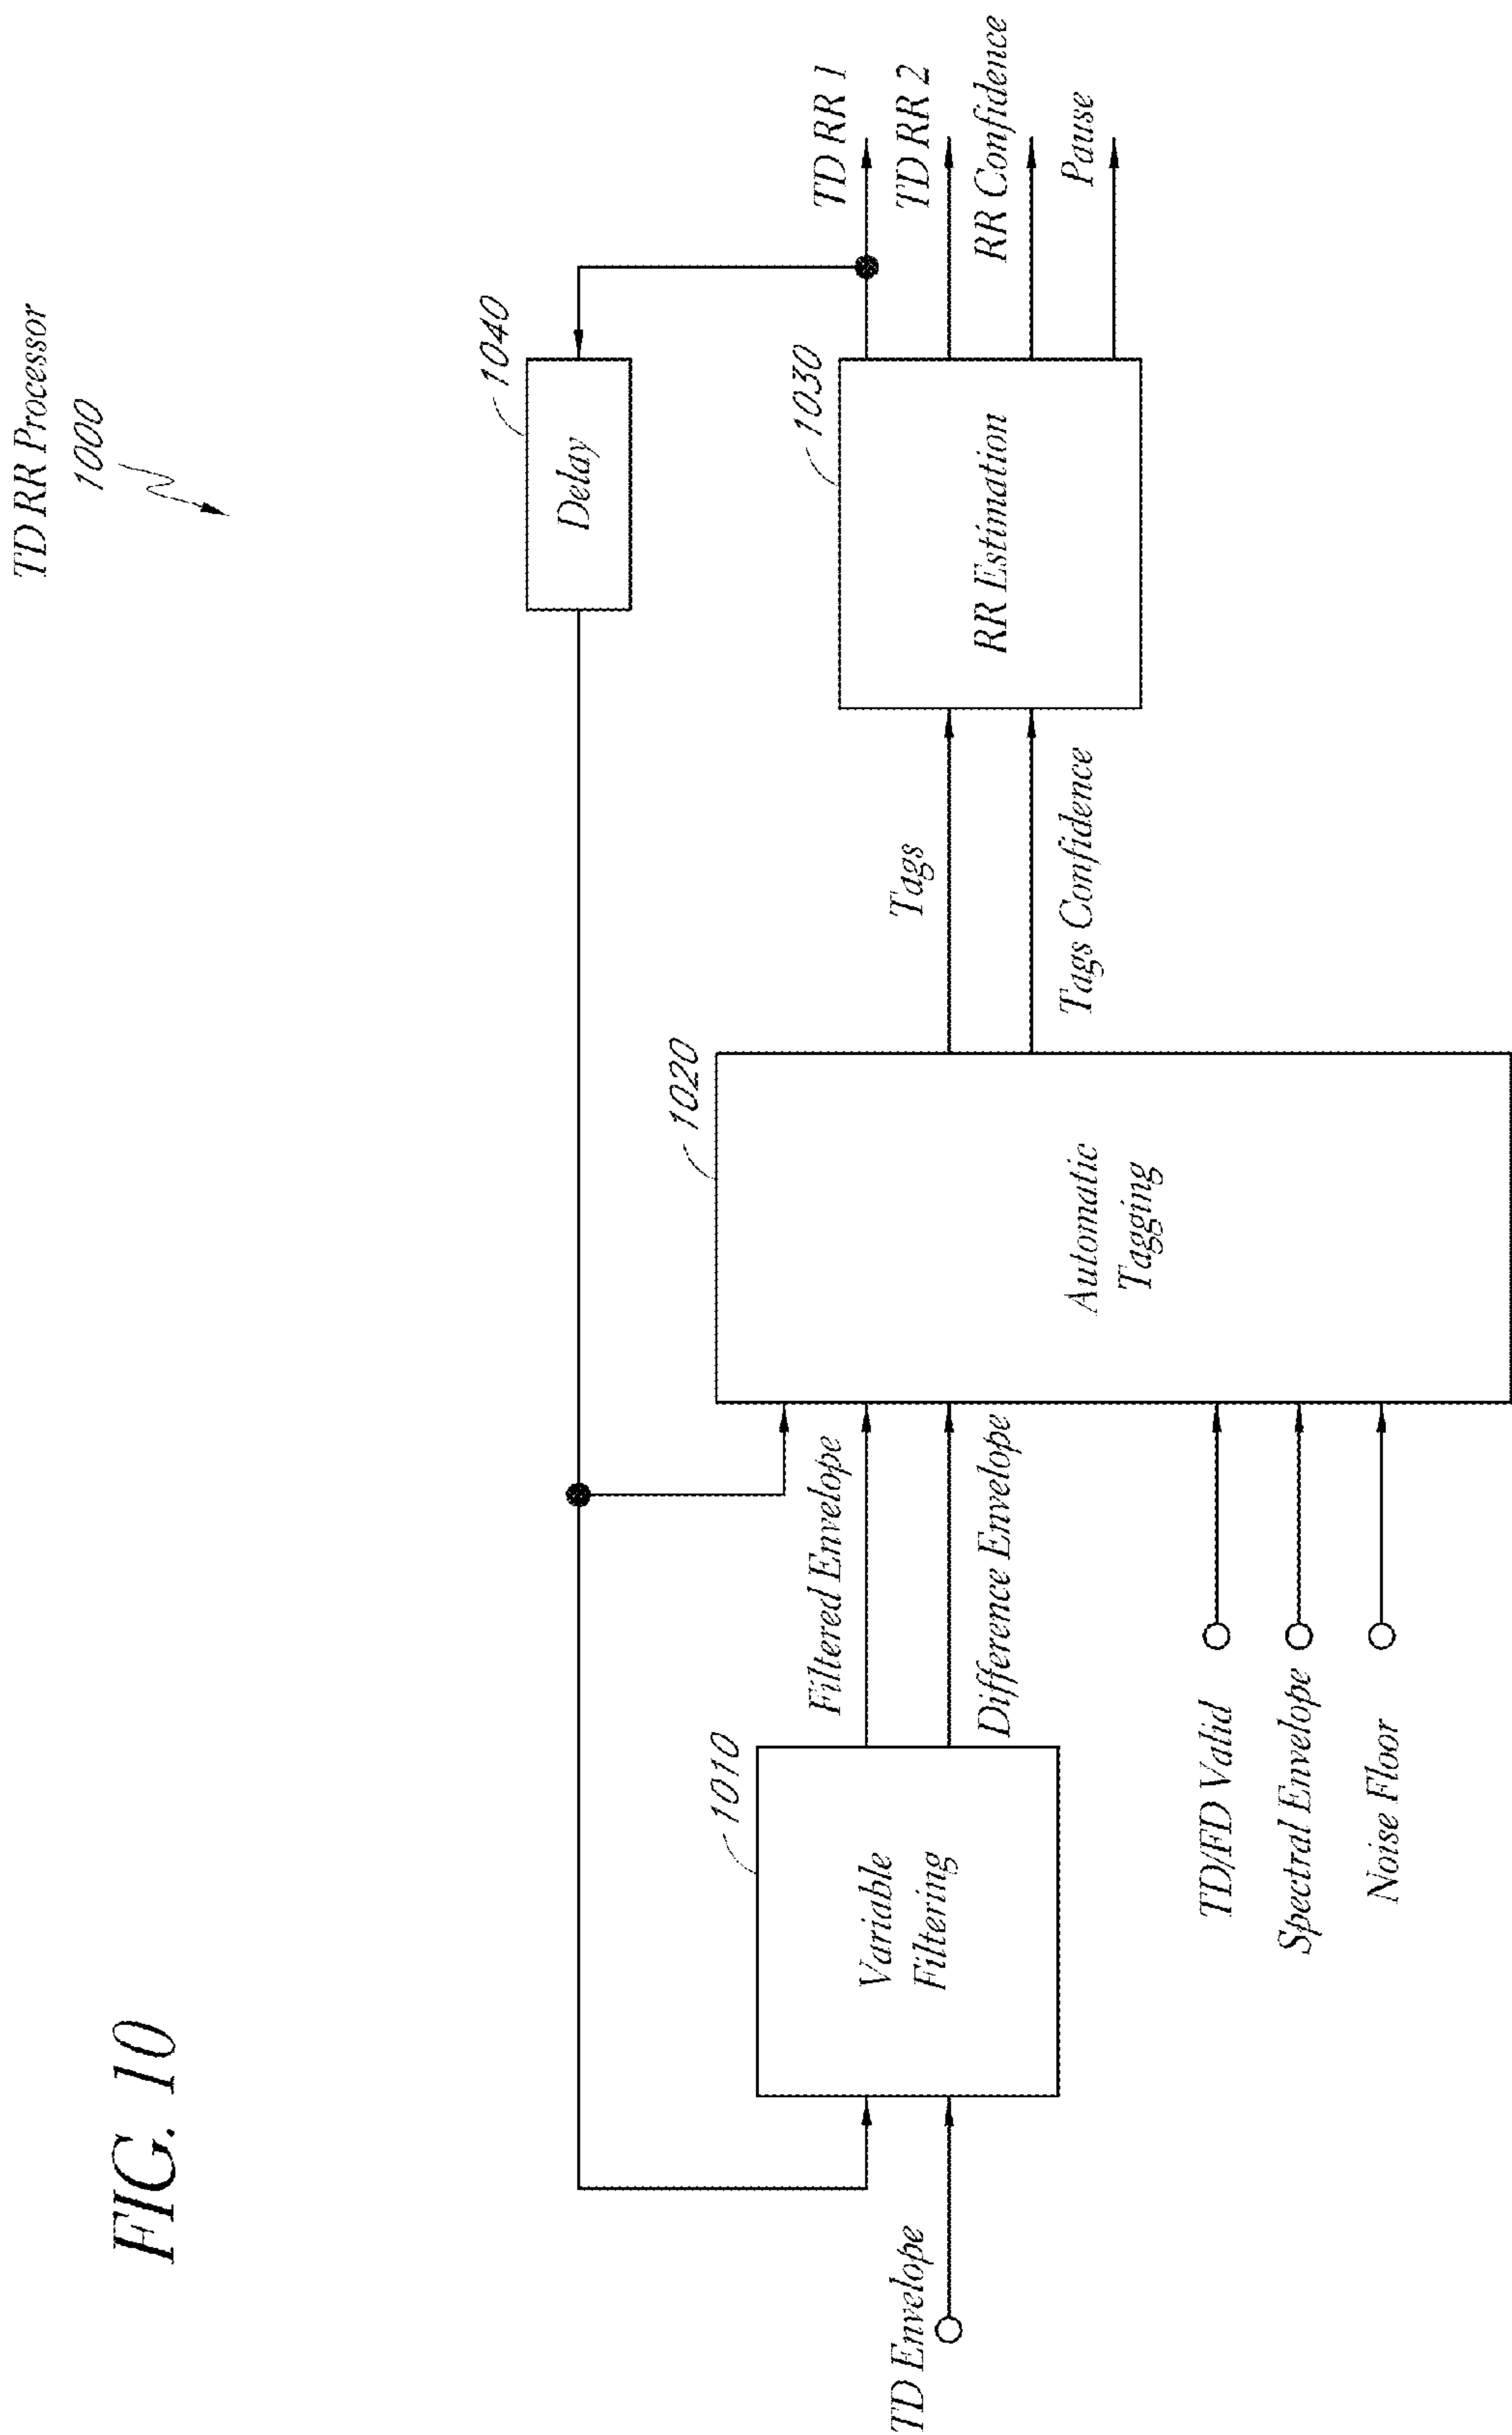 FIG. 10
TD RR Processor
1000
1040
Delay
1010
Variable
Filtering
TD Envelope
Filtered Envelope
Difference Envelope
TD/FD Valid
Spectral Envelope
Noise Floor
1020
Automatic
Tagging
Tags
Tags Confidence
1030
RR Estimation
TD RR 1
TD RR 2
RR Confidence
Pause